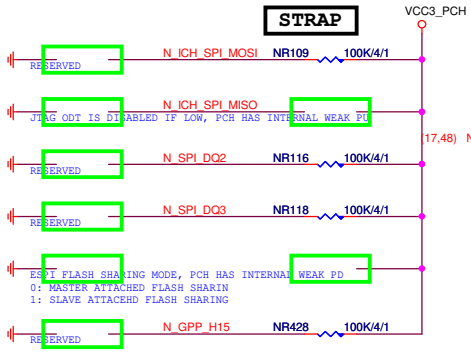 STRAP
VCC3_PCH
N_ICH_SPI_MOSI NR109 100K/4/1
RESERVED
N_ICH_SPI_MISO
JTAG ODT IS DISABLED IF LOW, PCH HAS INTERNAL WEAK PU
(17,48) N
N_SPI_DQ2 NR116 100K/4/1
RESERVED
N_SPI_DQ3 NR118 100K/4/1
RESERVED
ESPI FLASH SHARING MODE, PCH HAS INTERNAL WEAK PD
0: MASTER ATTACHED FLASH SHARIN
1: SLAVE ATTACEHD FLASH SHARING
N_GPP_H15 NR428 100K/4/1
RESERVED